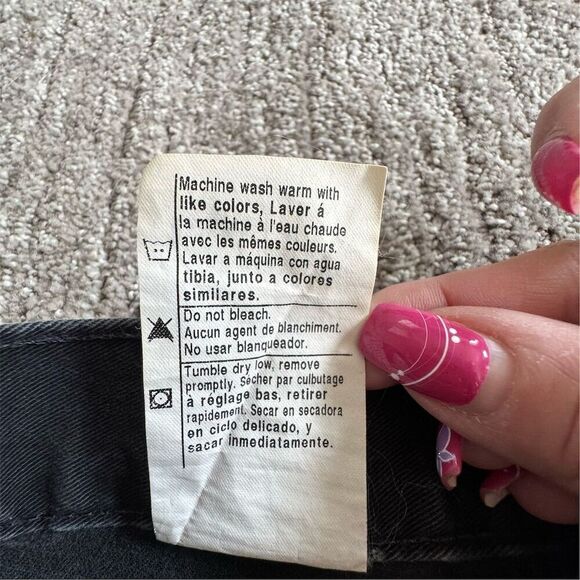 Machine wash warm with
like colors, Laver á
la machine à l'eau chaude
avec les mêmes couleurs.
Lavar a máquina con agua
tibia, junto a colores
similares.
Do not bleach.
Aucun agent de blanchiment.
No usar blanqueador.
Tumble dry low, remove
promptly. Sécher par culbutage
à réglage bas, retirer
rapidement. Secar en secadora
en ciclo delicado, y
sacar inmediatamente.